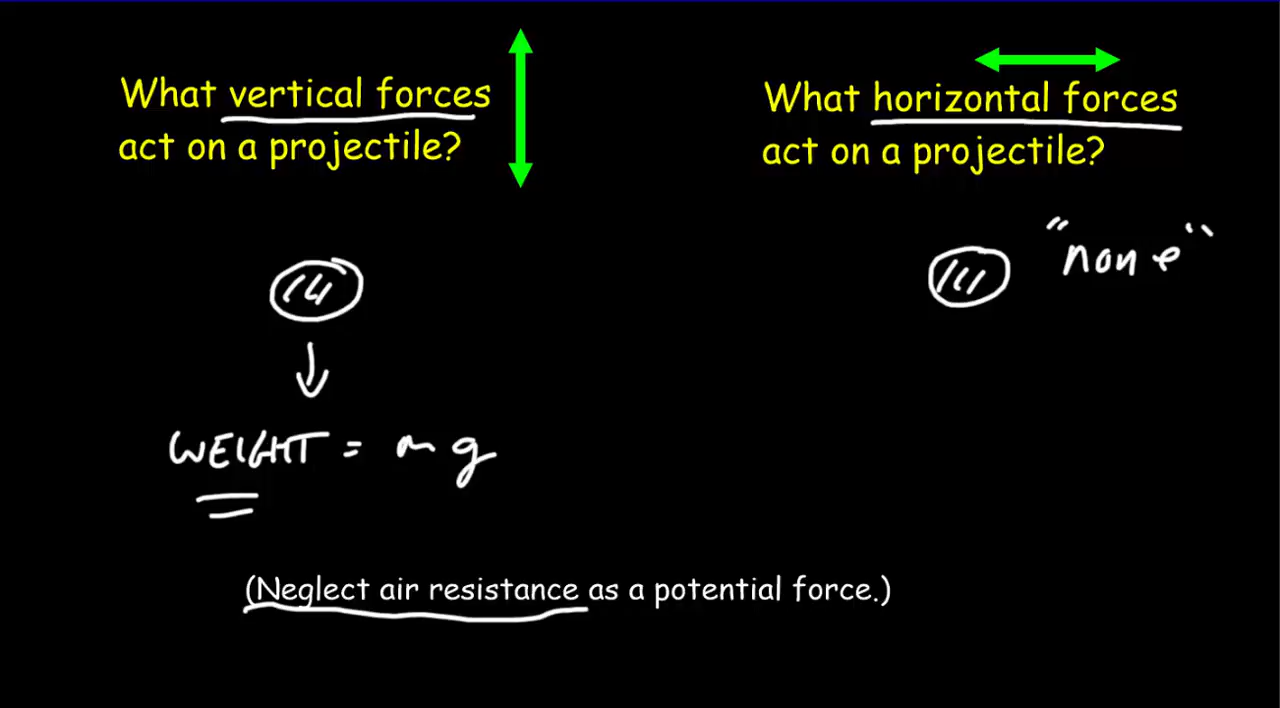 What vertical forces
act on a projectile?
What horizontal forces
act on a projectile?
"none"
WEIGHT = mg
(Neglect air resistance as a potential force.)